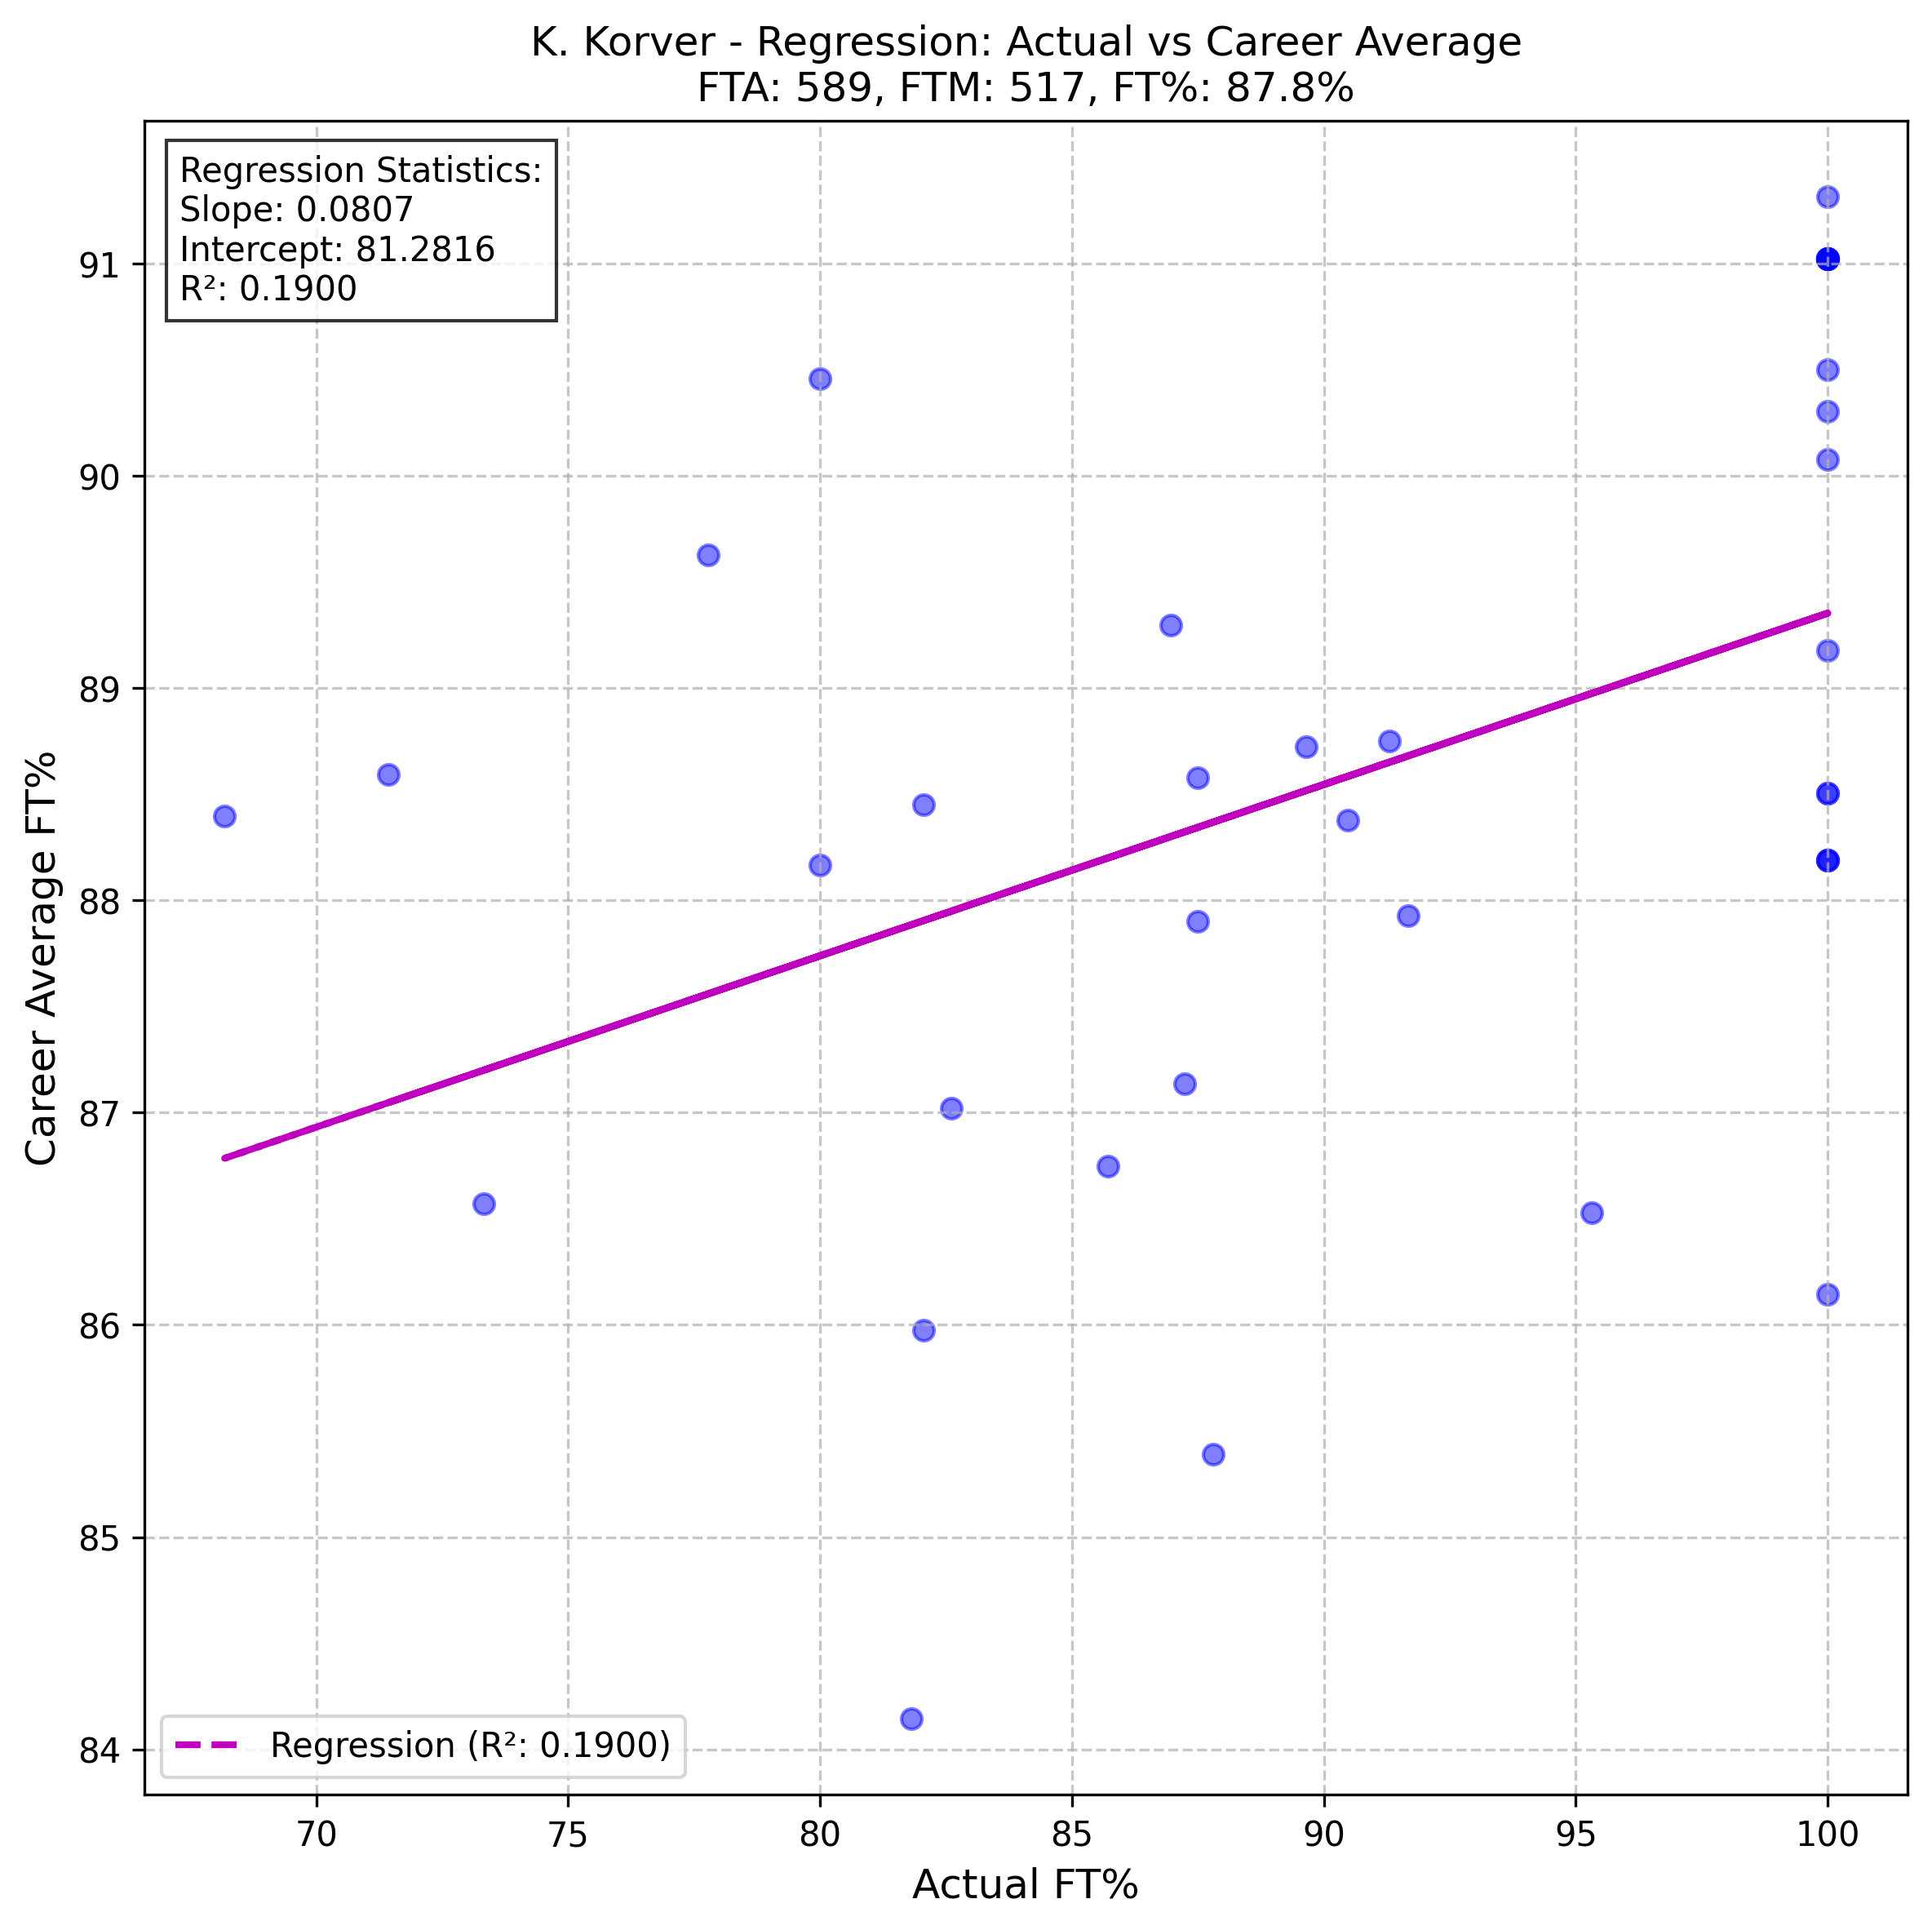 K. Korver - Regression: Actual vs Career Average
FTA: 589, FTM: 517, FT%: 87.8%
Regression Statistics:
Slope: 0.0807
Intercept: 81.2816
R²: 0.1900
91
90
89
88
87
86
85
84
Career Average FT%
Regression (R²: 0.1900)
70 75 80 85 90 95 100
Actual FT%